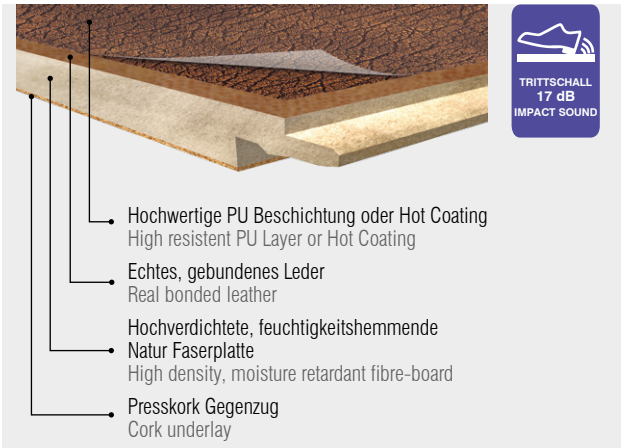 TRITTSCHALL
17 dB
IMPACT SOUND
Hochwertige PU Beschichtung oder Hot Coating
High resistent PU Layer or Hot Coating
Echtes, gebundenes Leder
Real bonded leather
Hochverdichtete, feuchtigkeitshemmende
Natur Faserplatte
High density, moisture retardant fibre-board
Presskork Gegenzug
Cork underlay